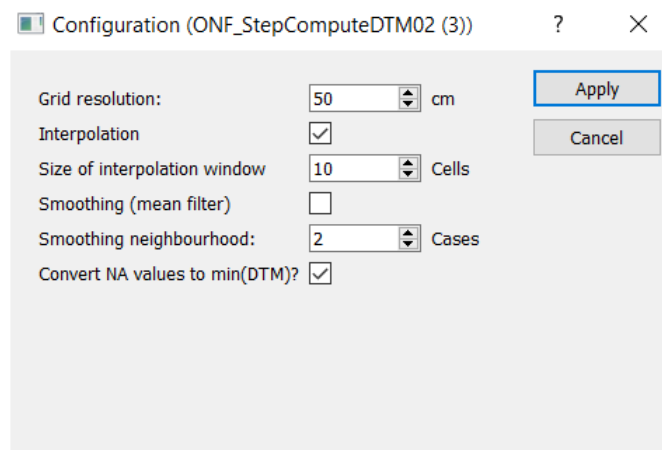 Configuration (ONF_StepComputeDTM02 (3)) ? ×
Grid resolution: 50 cm Apply
Interpolation Cancel
Size of interpolation window 10 Cells
Smoothing (mean filter)
Smoothing neighbourhood: 2 Cases
Convert NA values to min(DTM)?